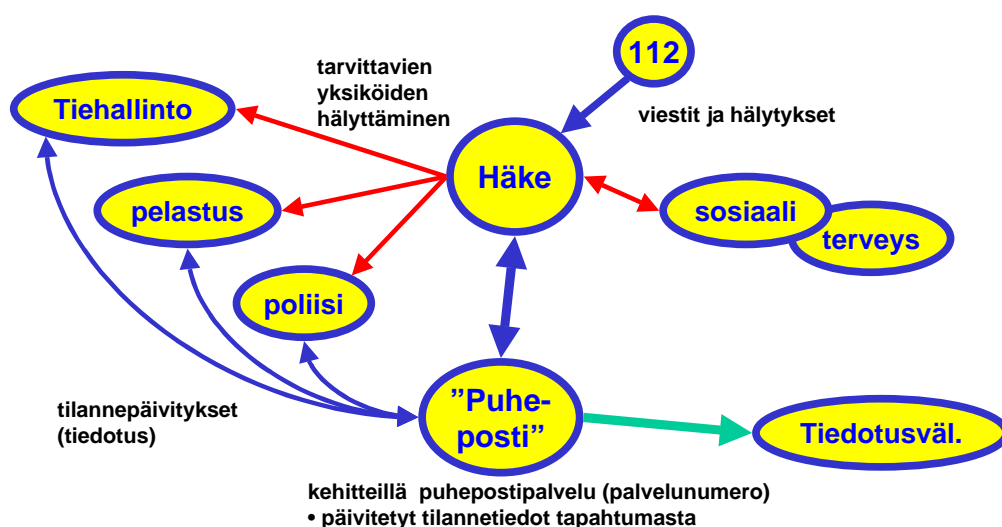 112
tarvittavien
yksiköiden
hälyttäminen
Tiehallinto
viestit ja hälytykset
Häke
pelastus
sosiaali
terveys
poliisi
tilannepäivitykset
(tiedotus)
”Puhe-
posti”
Tiedotusväl.
kehitteillä puhepostipalvelu (palvelunumero)
• päivitetyt tilannetiedot tapahtumasta